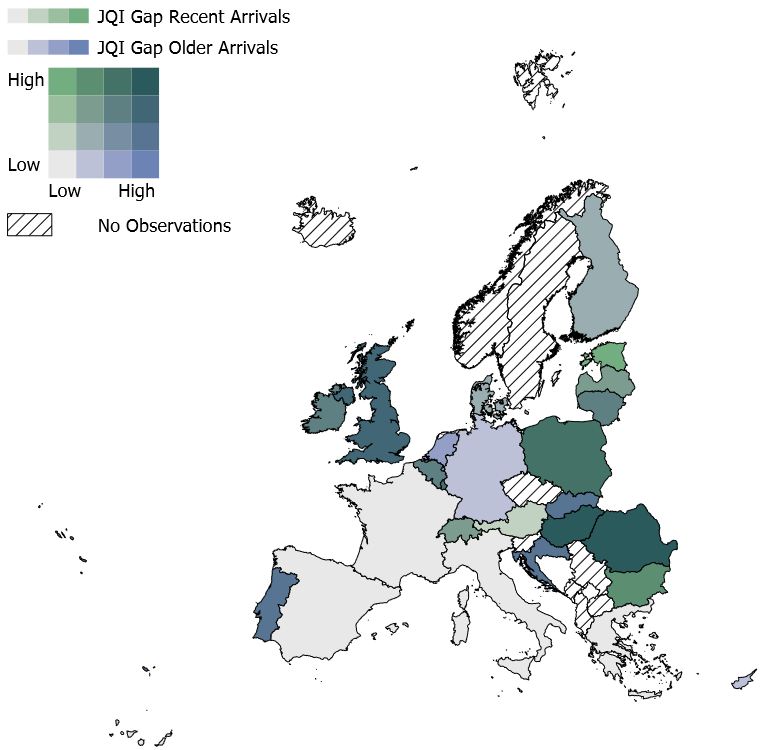 JQI Gap Recent Arrivals
JQI Gap Older Arrivals
High
Low
Low High
No Observations